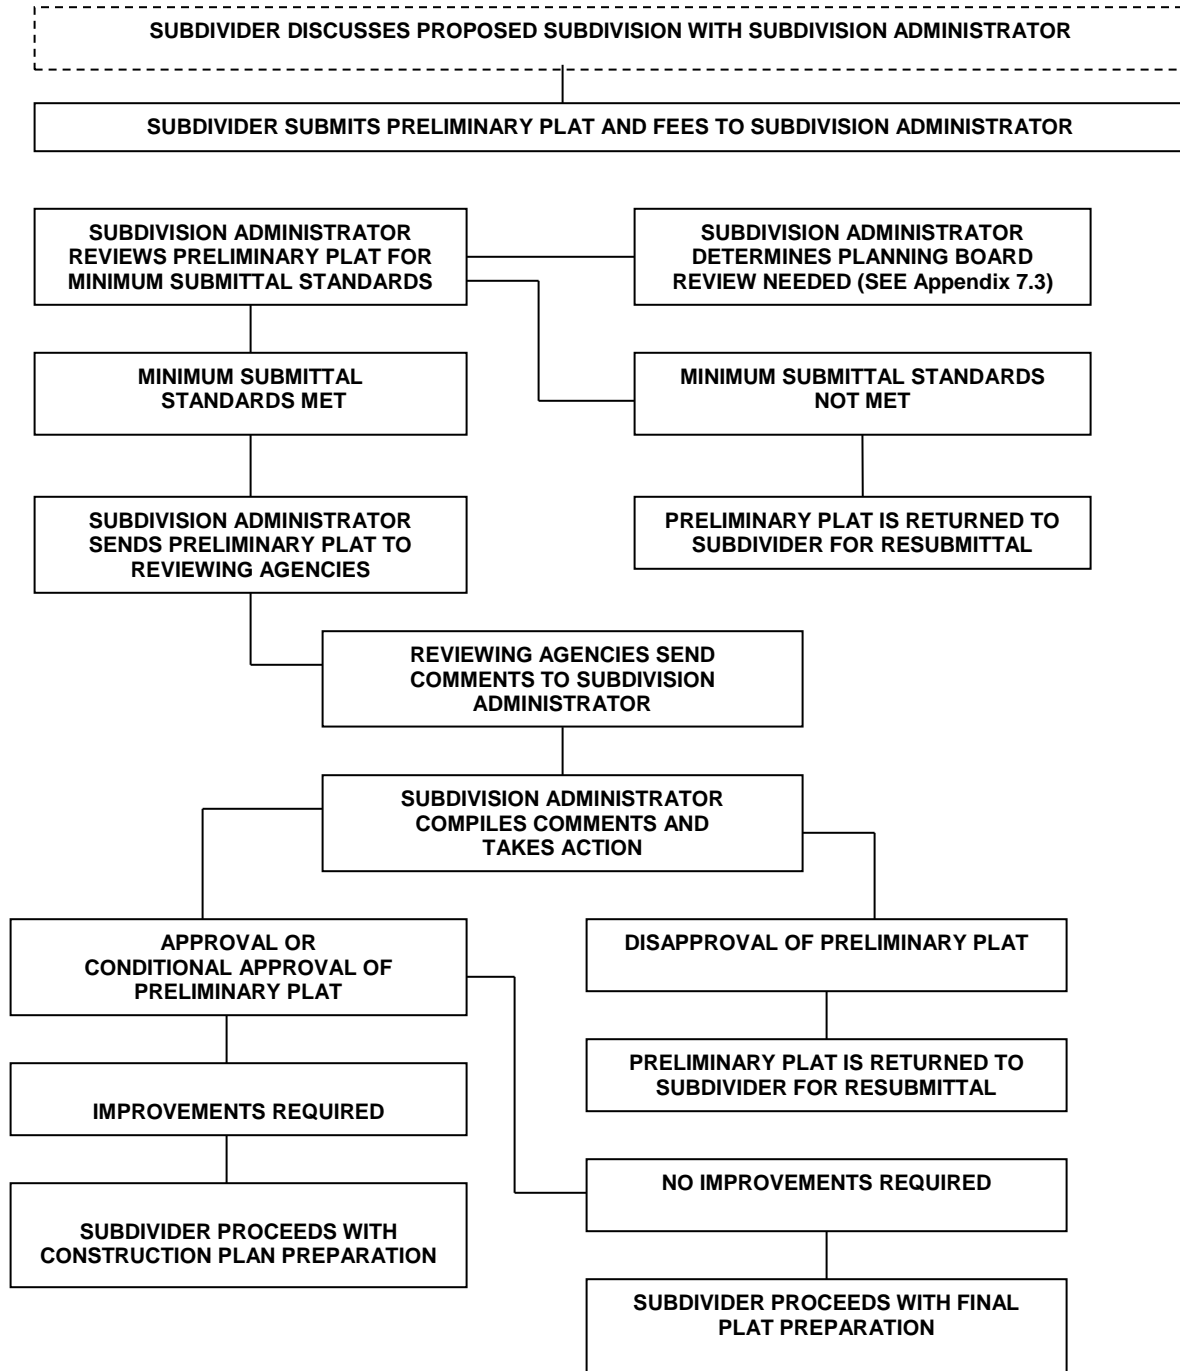 SUBDIVIDER DISCUSSES PROPOSED SUBDIVISION WITH SUBDIVISION ADMINISTRATOR
SUBDIVIDER SUBMITS PRELIMINARY PLAT AND FEES TO SUBDIVISION ADMINISTRATOR
SUBDIVISION ADMINISTRATOR
REVIEWS PRELIMINARY PLAT FOR
MINIMUM SUBMITTAL STANDARDS
SUBDIVISION ADMINISTRATOR
DETERMINES PLANNING BOARD
REVIEW NEEDED (SEE Appendix 7.3)
MINIMUM SUBMITTAL
STANDARDS MET
MINIMUM SUBMITTAL STANDARDS
NOT MET
SUBDIVISION ADMINISTRATOR
SENDS PRELIMINARY PLAT TO
REVIEWING AGENCIES
PRELIMINARY PLAT IS RETURNED TO
SUBDIVIDER FOR RESUBMITTAL
REVIEWING AGENCIES SEND
COMMENTS TO SUBDIVISION
ADMINISTRATOR
SUBDIVISION ADMINISTRATOR
COMPILES COMMENTS AND
TAKES ACTION
APPROVAL OR
CONDITIONAL APPROVAL OF
PRELIMINARY PLAT
DISAPPROVAL OF PRELIMINARY PLAT
PRELIMINARY PLAT IS RETURNED TO
SUBDIVIDER FOR RESUBMITTAL
IMPROVEMENTS REQUIRED
NO IMPROVEMENTS REQUIRED
SUBDIVIDER PROCEEDS WITH
CONSTRUCTION PLAN PREPARATION
SUBDIVIDER PROCEEDS WITH FINAL
PLAT PREPARATION